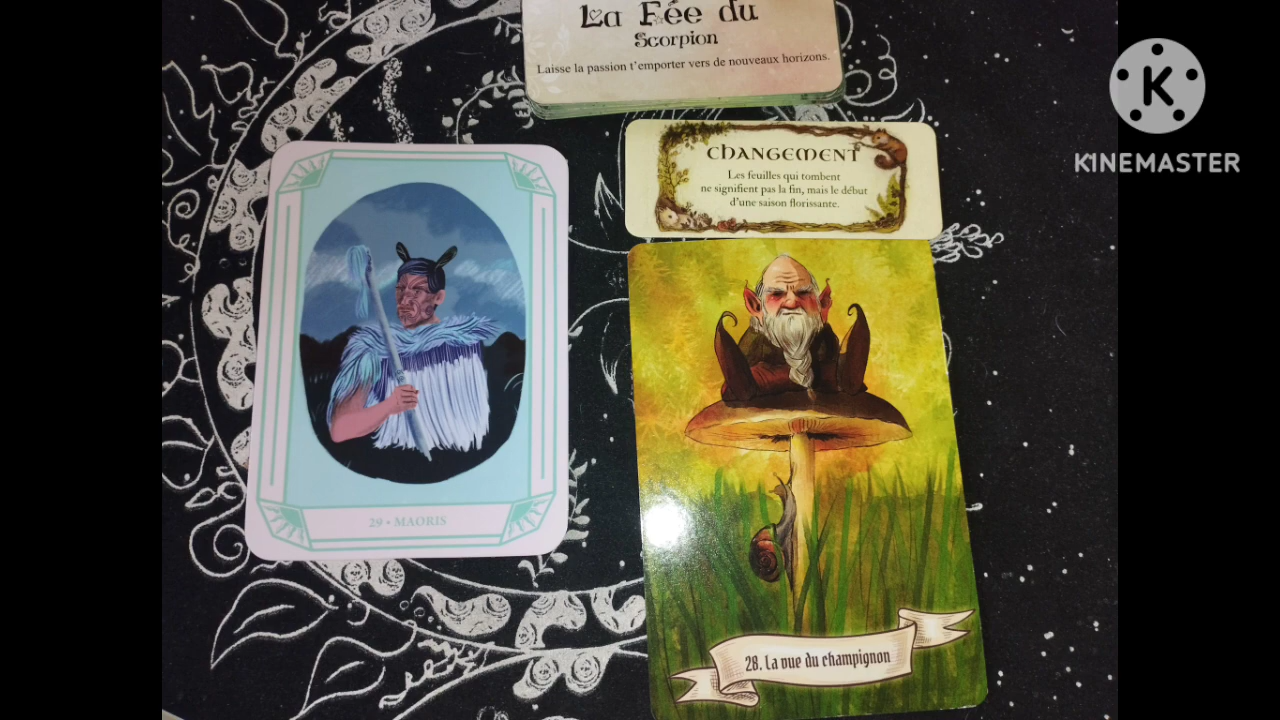 La Fée du
Scorpion
Laisse la passion t'emporter vers de nouveaux horizons.
CHANGEMENT
Les feuilles qui tombent
ne signifient pas la fin, mais le début
d'une saison florissante.
29 • MAORIS
28. La vue du champignon
K
KINEMASTER